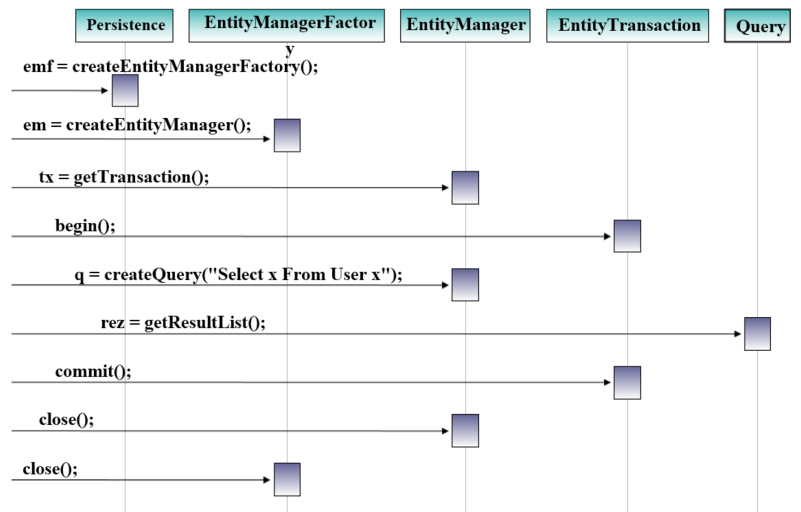 Persistence
EntityManagerFactor
y
EntityManager
EntityTransaction
Query
emf = createEntityManagerFactory();
em = createEntityManager();
tx = getTransaction();
begin();
q = createQuery("Select x From User x");
rez = getResultList();
commit();
close();
close();